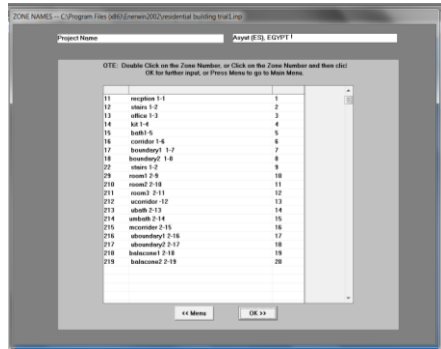 ZONE NAMES -- C:\Program Files (x86)\Enerwin2002\residential building trial1.inp
Project Name Asyut (ES), EGYPT
OTE: Double Click on the Zone Number, or Click on the Zone Number and then clicl
OK for further input, or Press Menu to go to Main Menu.
11 recption 1-1 1
12 stairs 1-2 2
13 office 1-3 3
14 kit 1-4 4
15 bath1-5 5
16 corridor 1-6 6
17 boundary1 1-7 7
18 boundary2 1-8 8
22 stairs 1-2 9
29 room1 2-9 10
210 room2 2-10 11
211 room3 2-11 12
212 ucorridor -12 13
213 ubath 2-13 14
214 umbath 2-14 15
215 mcorrider 2-15 16
216 uboundary1 2-16 17
217 uboundary2 2-17 18
218 balacone1 2-18 19
219 balacone2 2-19 20
<< Menu OK >>